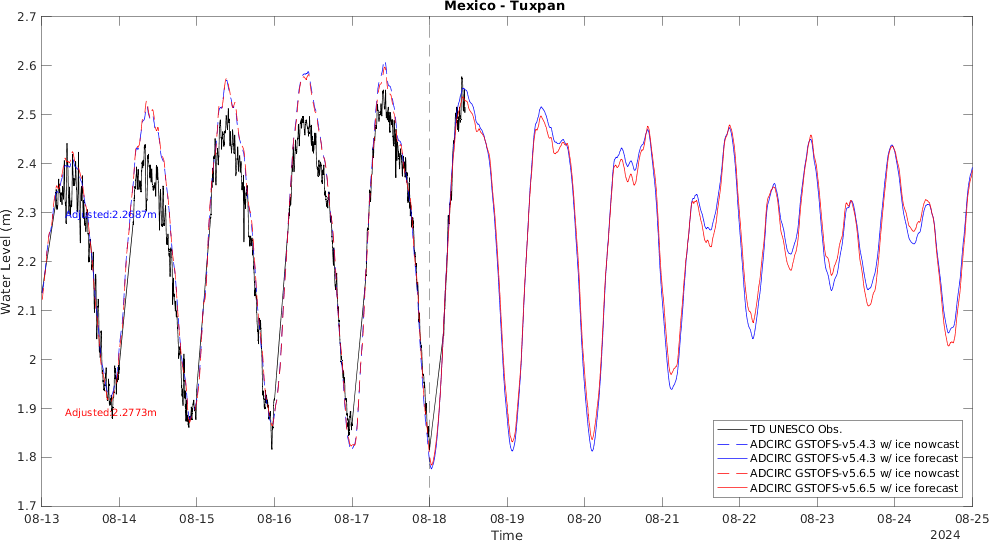 Mexico - Tuxpan
2.7
2.6
2.5
2.4
2.3
2.2
2.1
2
1.9
1.8
1.7
Water Level (m)
Adjusted:2.2687m
Adjusted:2.2773m
TD UNESCO Obs.
ADCIRC GSTOFS-v5.4.3 w/ ice nowcast
ADCIRC GSTOFS-v5.4.3 w/ ice forecast
ADCIRC GSTOFS-v5.6.5 w/ ice nowcast
ADCIRC GSTOFS-v5.6.5 w/ ice forecast
08-13 08-14 08-15 08-16 08-17 08-18 08-19 08-20 08-21 08-22 08-23 08-24 08-25
Time
2024